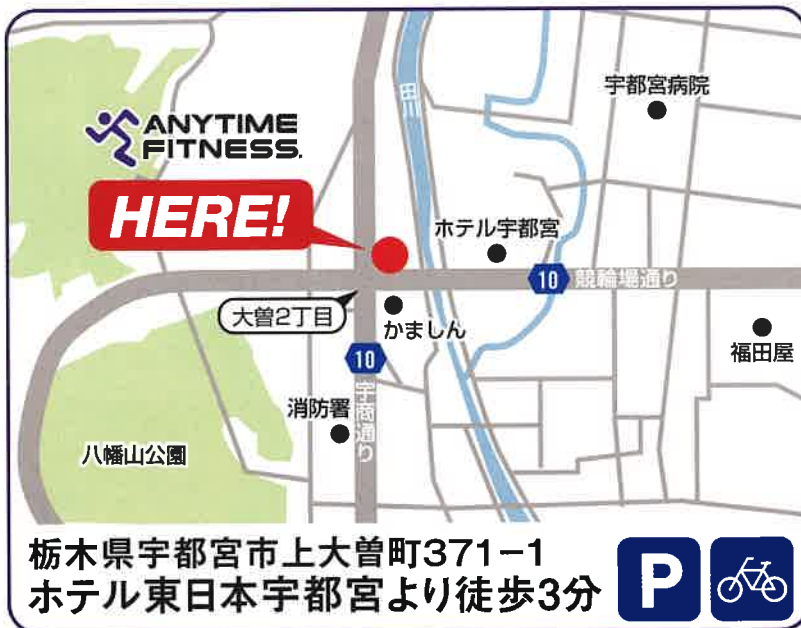 ANYTIME
FITNESS.
HERE!
田川
宇都宮病院
ホテル宇都宮
10 競輪場通り
大曽2丁目
かましん
福田屋
10
宇商通り
消防署
八幡山公園
栃木県宇都宮市上大曽町371-1
ホテル東日本宇都宮より徒歩3分
P